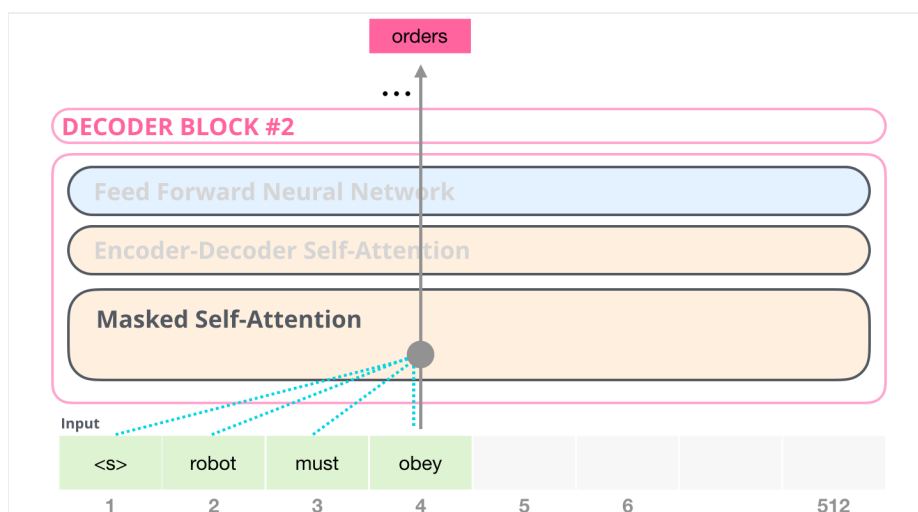 orders
...
DECODER BLOCK #2
Feed Forward Neural Network
Encoder-Decoder Self-Attention
Masked Self-Attention
Input
<s> robot must obey
1 2 3 4 5 6 512